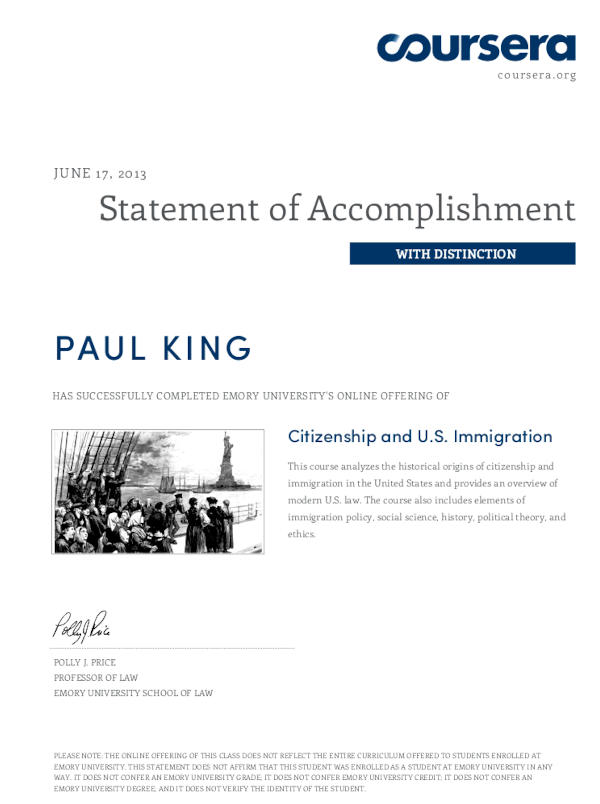 coursera
coursera.org
JUNE 17, 2013
Statement of Accomplishment
WITH DISTINCTION
PAUL KING
HAS SUCCESSFULLY COMPLETED EMORY UNIVERSITY'S ONLINE OFFERING OF
Citizenship and U.S. Immigration
This course analyzes the historical origins of citizenship and
immigration in the United States and provides an overview of
modern U.S. law. The course also includes elements of
immigration policy, social science, history, political theory, and
ethics.
Polly J. Price
POLLY J. PRICE
PROFESSOR OF LAW
EMORY UNIVERSITY SCHOOL OF LAW
PLEASE NOTE: THE ONLINE OFFERING OF THIS CLASS DOES NOT REFLECT THE ENTIRE CURRICULUM OFFERED TO STUDENTS ENROLLED AT
EMORY UNIVERSITY. THIS STATEMENT DOES NOT AFFIRM THAT THIS STUDENT WAS ENROLLED AS A STUDENT AT EMORY UNIVERSITY IN ANY
WAY. IT DOES NOT CONFER AN EMORY UNIVERSITY GRADE; IT DOES NOT CONFER EMORY UNIVERSITY CREDIT; IT DOES NOT CONFER AN
EMORY UNIVERSITY DEGREE; AND IT DOES NOT VERIFY THE IDENTITY OF THE STUDENT.